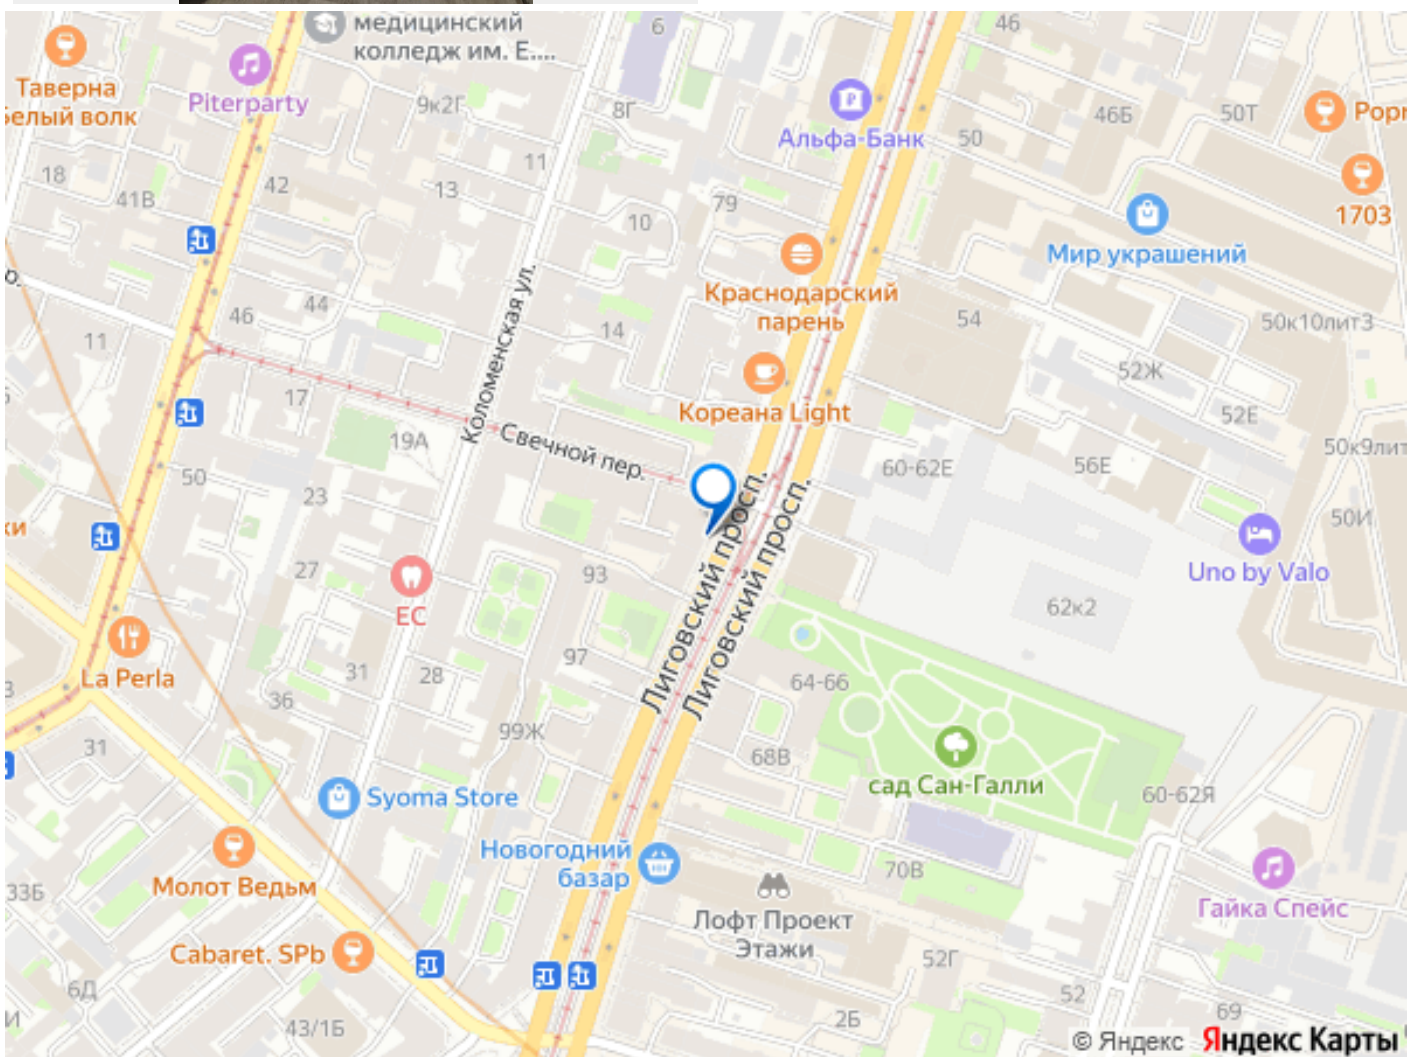 медицинский
колледж им. Е....
6
46
Таверна
Белый волк
Piterparty
9к2Г
8Г
Альфа-Банк
50
46Б
50Т
18
41В
42
11
13
10
79
1703
Мир украшений
Краснодарский
парень
44
46
11
14
54
50к10лит3
Коломенская ул.
52Ж
17
Кореана Light
52Е
19А
Свечной пер.
50
60-62Е
56Е
23
50И
Лиговский просп.
Лиговский просп.
27
93
Uno by Valo
ЕС
62к2
La Perla
31
28
97
64-66
36
99Ж
31
68В
сад Сан-Галли
60-62Я
Syoma Store
Новогодний
базар
70В
33Б
Молот Ведьм
Лофт Проект
Этажи
Гайка Спейс
Cabaret. SPb
52Г
6Д
52
43/1Б
2Б
69
© Яндекс Яндекс Карты